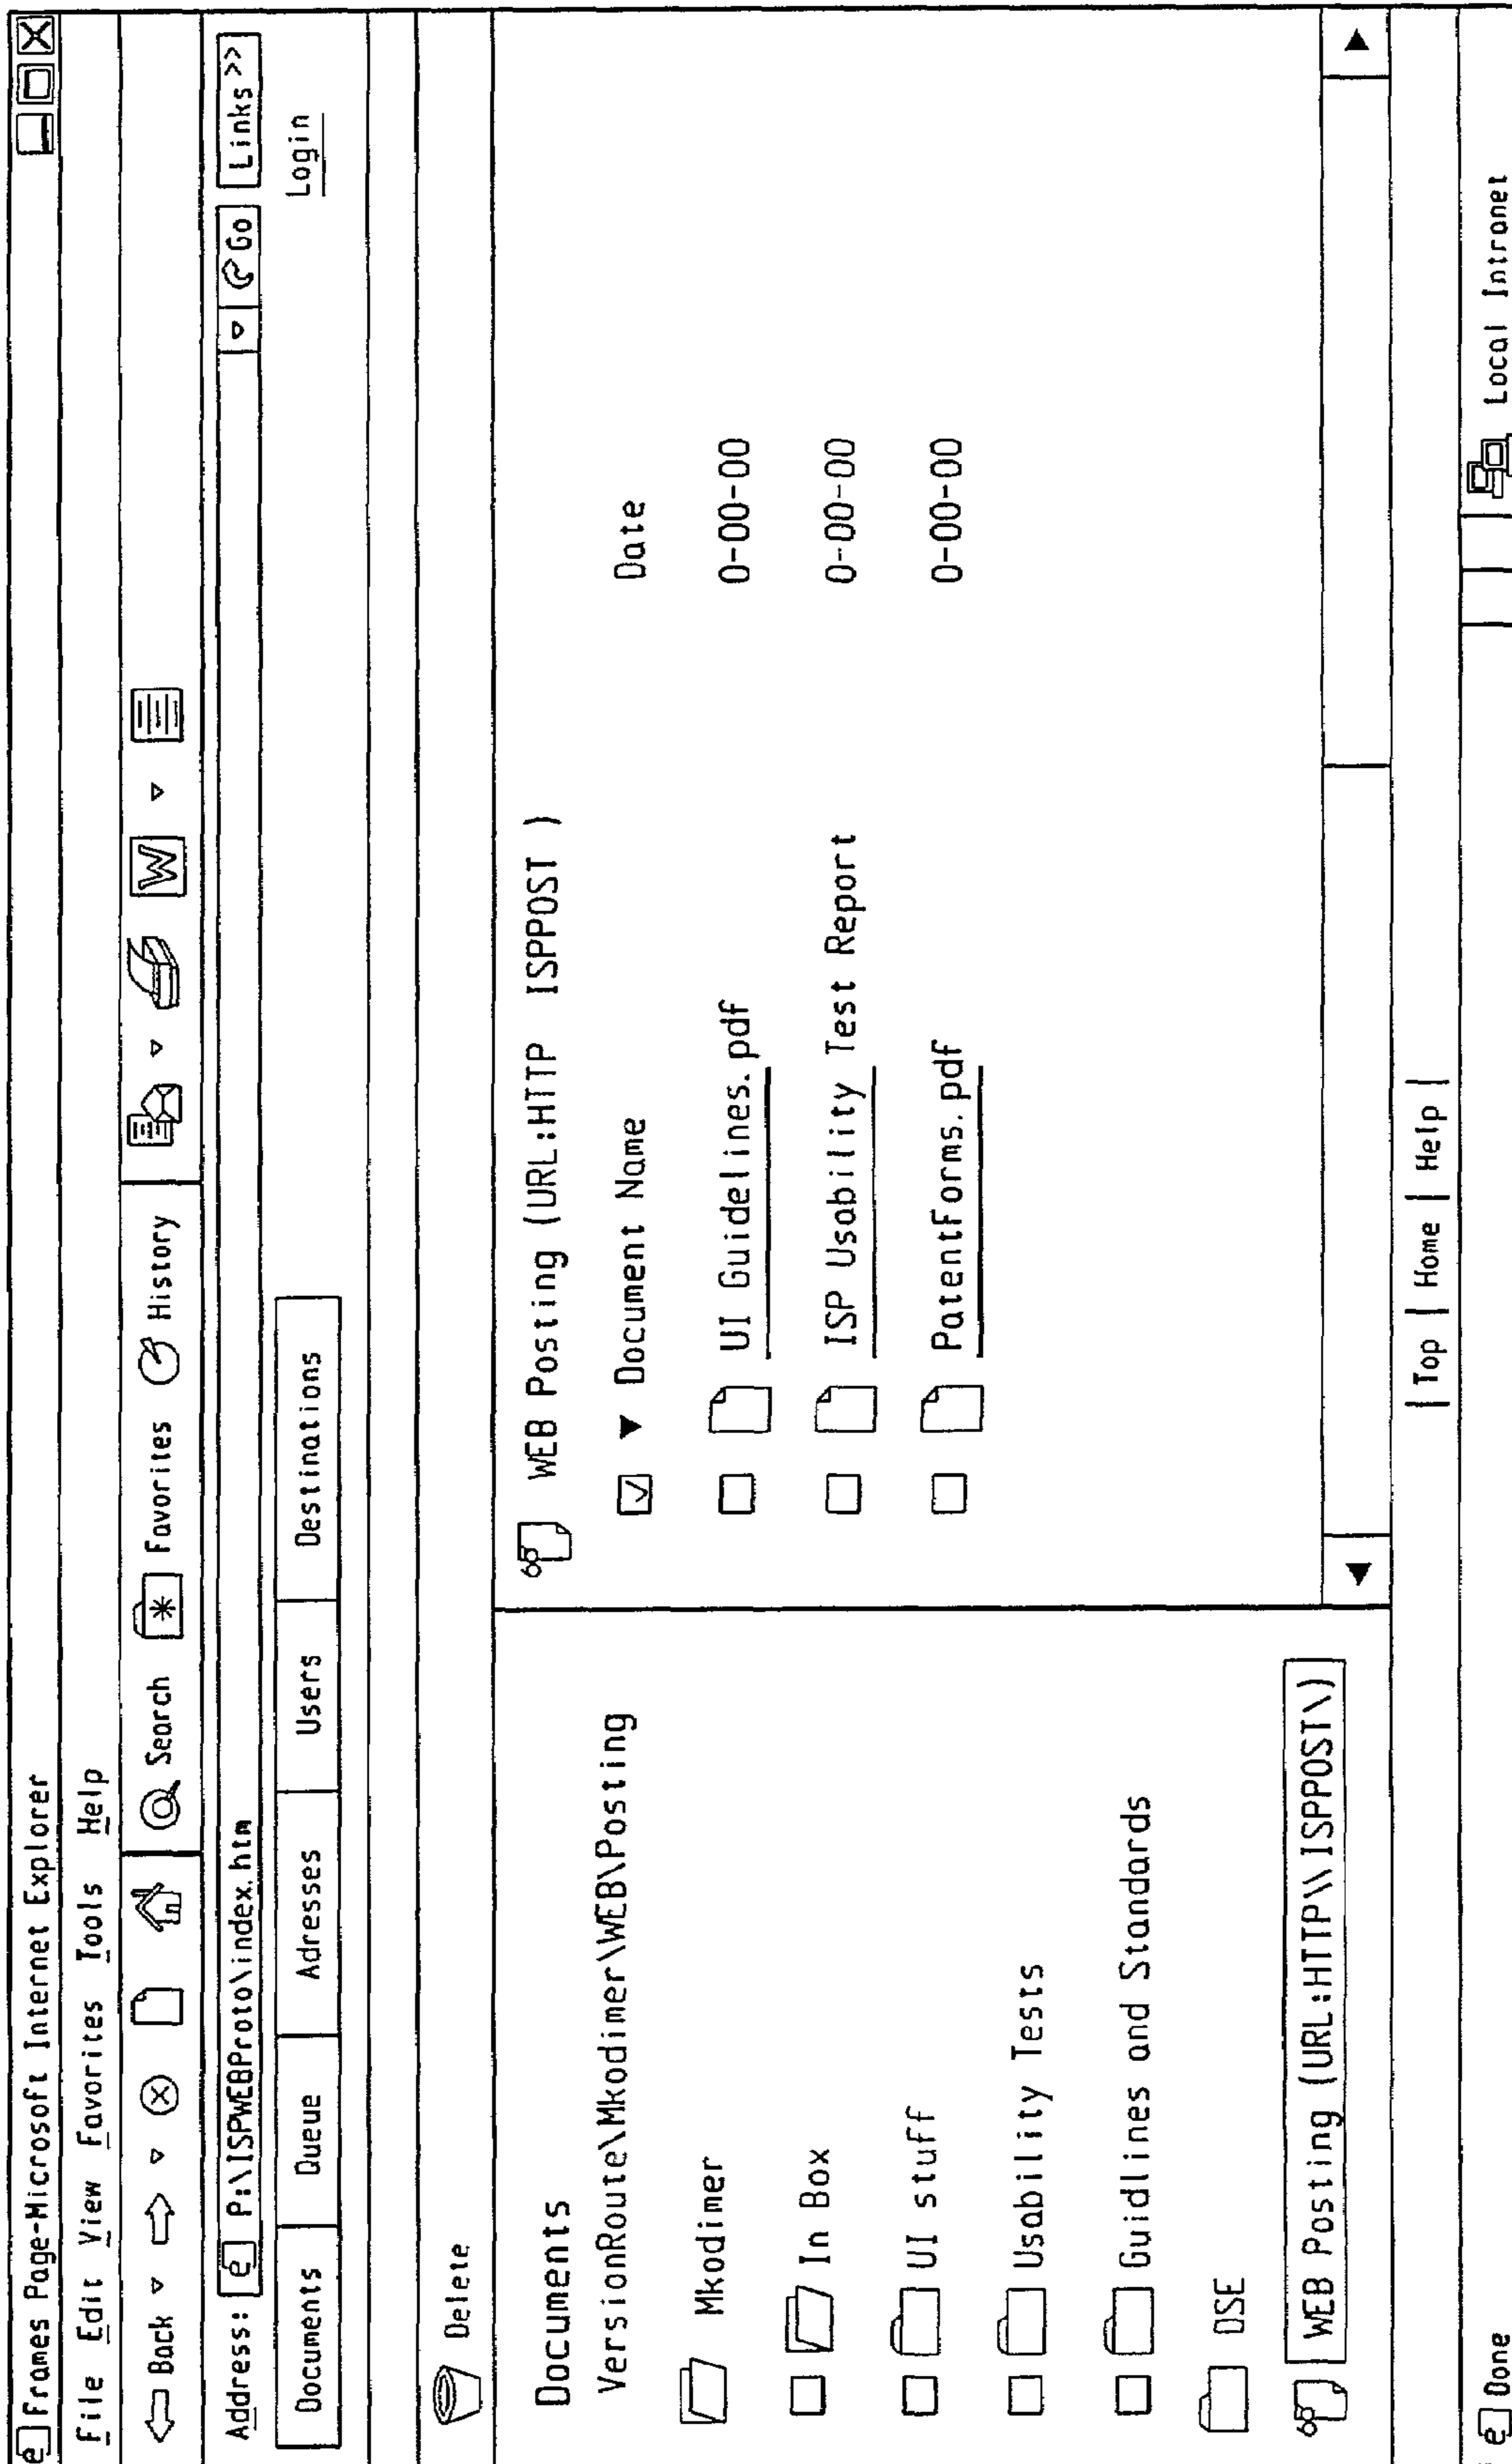 Frames Page-Microsoft Internet Explorer
File Edit View Favorites Tools Help
Back Search Favorites History W
Address: P:\ISPWEBProto\index.htm Go Links >>
Documents Queue Adresses Users Destinations Login
Delete
Documents
VersionRoute\Mkodimer\WEB\Posting
Mkodimer
In Box
UI stuff
Usability Tests
Guidlines and Standards
DSE
WEB Posting (URL:HTTP\\ISPPOST\)
WEB Posting (URL:HTTP ISPPOST )
Document Name Date
UI Guidelines.pdf 0-00-00
ISP Usability Test Report 0-00-00
PatentForms.pdf 0-00-00
| Top | Home | Help |
Done Local Intranet